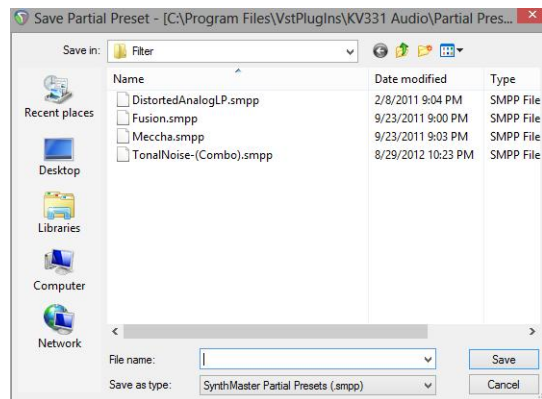 Save Partial Preset - [C:\Program Files\VstPlugIns\KV331 Audio\Partial Pres...
Save in: Filter
Name Date modified Type
DistortedAnalogLP.smpp 2/8/2011 9:04 PM SMPP File
Fusion.smpp 9/23/2011 9:00 PM SMPP File
Meccha.smpp 9/23/2011 9:03 PM SMPP File
TonalNoise-(Combo).smpp 8/29/2012 10:23 PM SMPP File
Recent places
Desktop
Libraries
Computer
Network
File name: Save
Save as type: SynthMaster Partial Presets (.smpp) Cancel